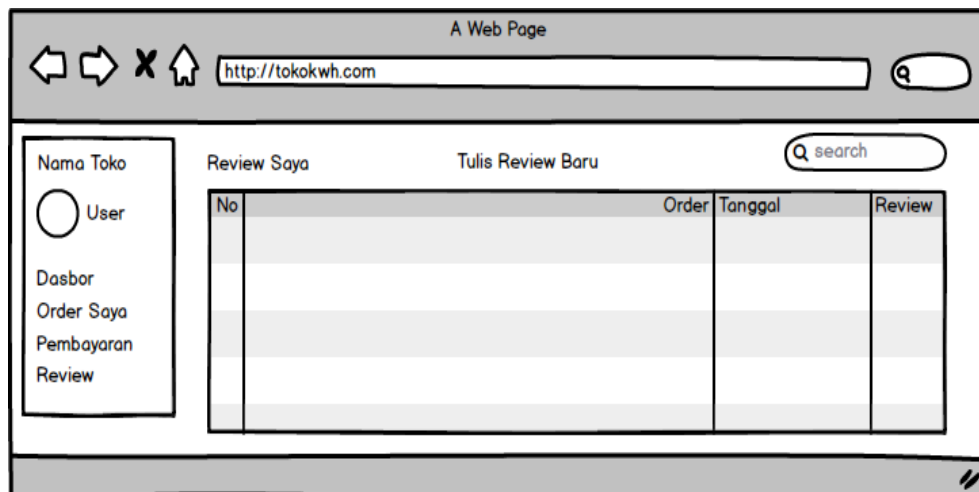 A Web Page
http://tokokwh.com
Nama Toko
User
Dasbor
Order Saya
Pembayaran
Review
Review Saya
Tulis Review Baru
search
No Order Tanggal Review